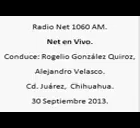 Radio Net 1060 AM.
Net en Vivo.
Conduce: Rogelio González Quiroz,
Alejandro Velasco.
Cd. Juárez,  Chihuahua.
30 Septiembre 2013.